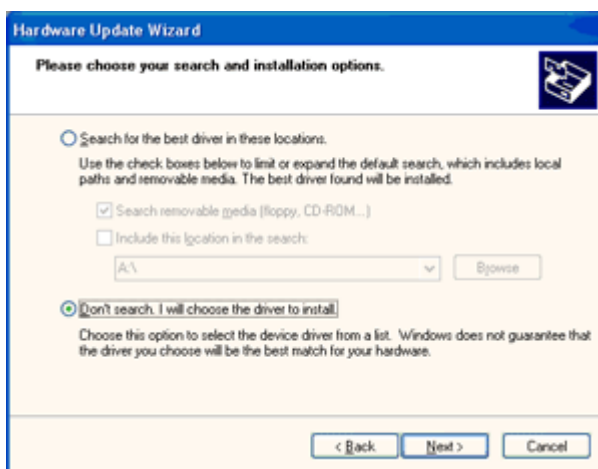 Hardware Update Wizard
Please choose your search and installation options.
Search for the best driver in these locations.
Use the check boxes below to limit or expand the default search, which includes local
paths and removable media. The best driver found will be installed.
Search removable media (floppy, CD-ROM...)
Include this location in the search:
A:\
Browse
Don't search. I will choose the driver to install.
Choose this option to select the device driver from a list. Windows does not guarantee that
the driver you choose will be the best match for your hardware.
< Back Next > Cancel